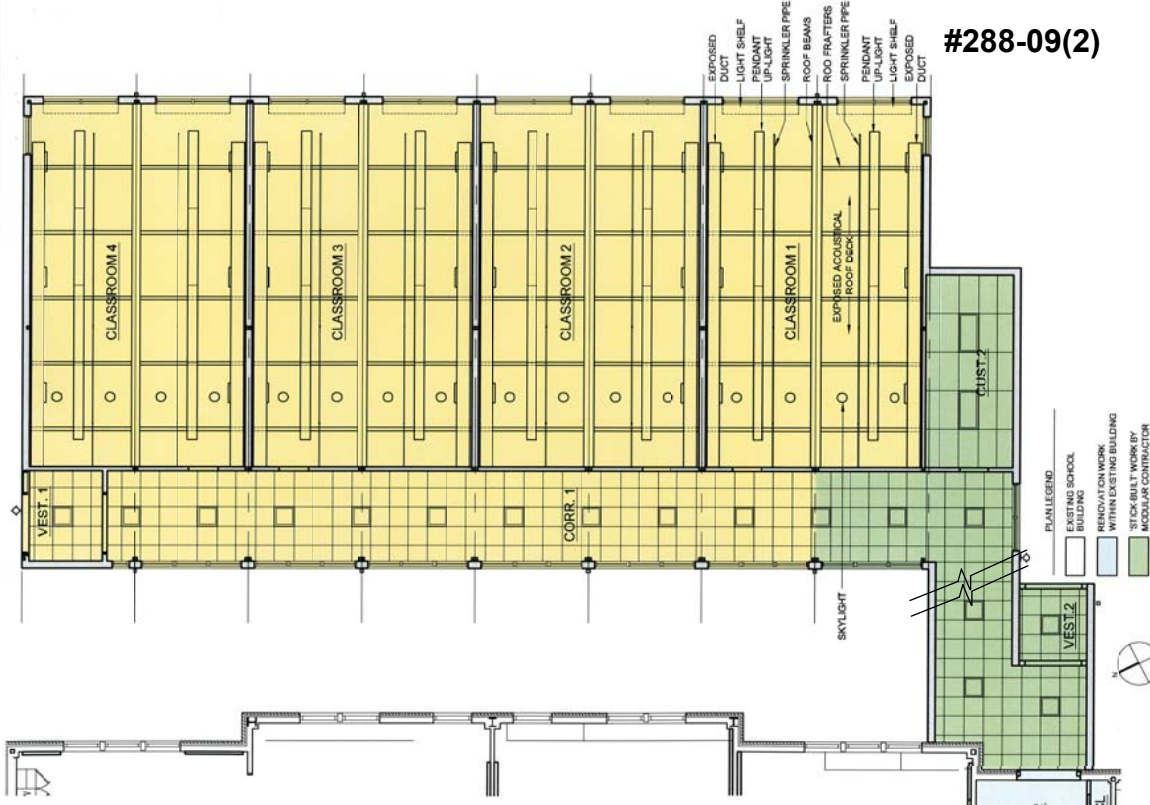 #288-09(2)
EXPOSED
DUCT
LIGHT SHELF
PENDANT
UP-LIGHT
SPRINKLER PIPE
ROOF BEAMS
ROO FRAFTERS
SPRINKLER PIPE
PENDANT
UP-LIGHT
LIGHT SHELF
EXPOSED
DUCT
CLASSROOM 4
CLASSROOM 3
CLASSROOM 2
CLASSROOM 1
EXPOSED ACOUSTICAL
ROOF DECK
CUST.2
VEST. 1
CORR. 1
SKYLIGHT
VEST.2
N
PLAN LEGEND
EXISTING SCHOOL
BUILDING
RENOVATION WORK
WITHIN EXISTING BUILDING
'STICK-BUILT' WORK BY
MODULAR CONTRACTOR